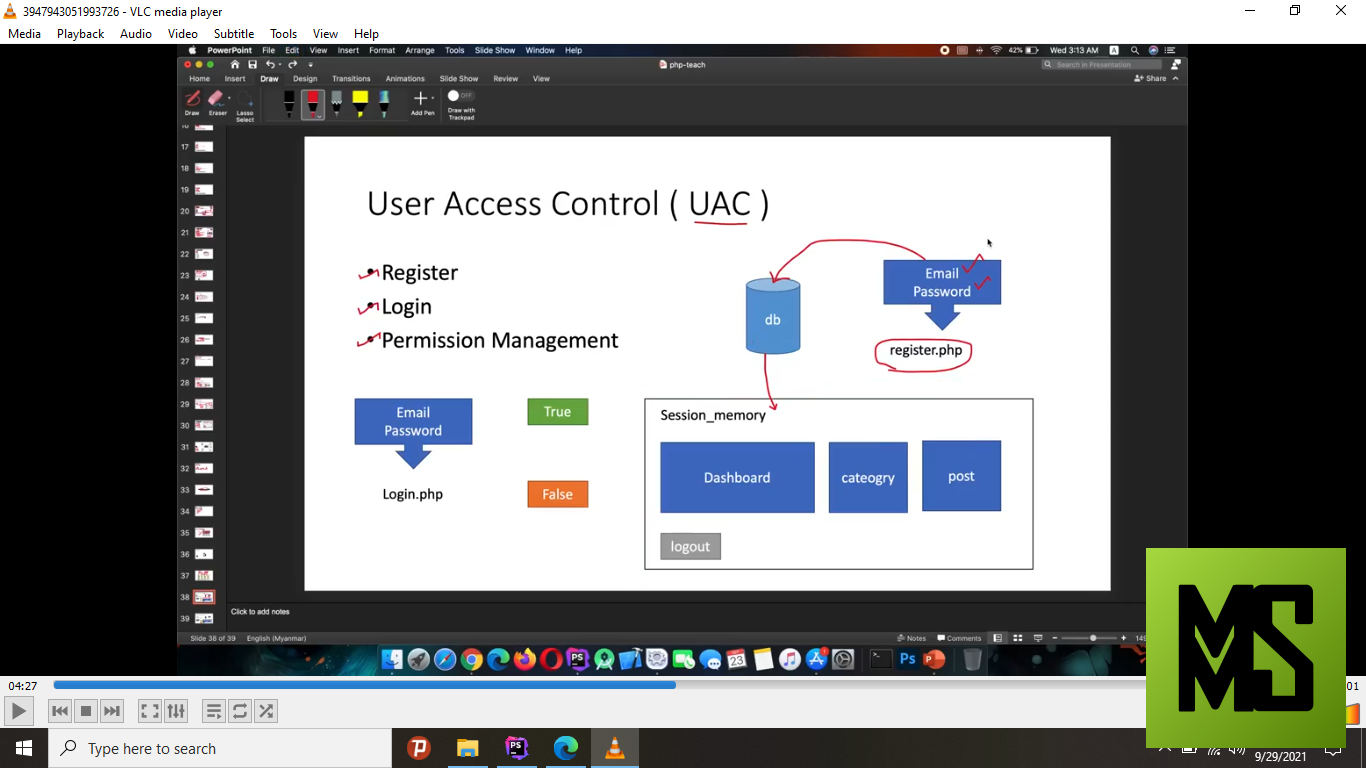 3947943051993726 - VLC media player
Media Playback Audio Video Subtitle Tools View Help
PowerPoint File Edit View Insert Format Arrange Tools Slide Show Window Help
42% Wed 3:13 AM A
php-teach
Search in Presentation
Home Insert Draw Design Transitions Animations Slide Show Review View
Share
OFF
Draw Eraser Lasso Select Add Pen Draw with Trackpad
16
17
18
19
20
21
22
23
24
25
26
27
28
29
30
31
32
33
34
35
36
37
38
39
User Access Control ( UAC )
• Register
• Login
• Permission Management
db
Email
Password
register.php
Email
Password
Login.php
True
False
Session_memory
Dashboard
cateogry
post
logout
Click to add notes
Slide 38 of 39 English (Myanmar)
Notes Comments
23
Ps
04:27
01
MS
M
Type here to search
PS
9/29/2021